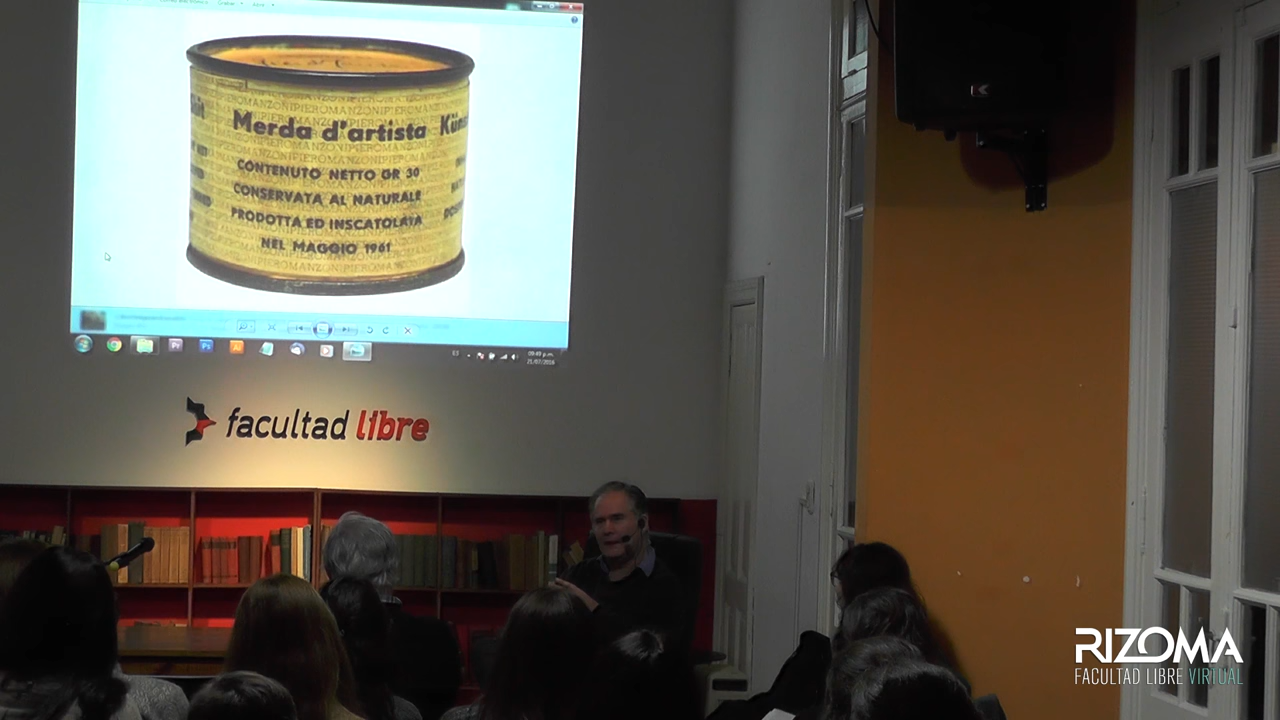 Merda d'artista
CONTENUTO NETTO GR 30
CONSERVATA AL NATURALE
PRODOTTA ED INSCATOLATA
NEL MAGGIO 1961
facultad libre
RIZOMA
FACULTAD LIBRE VIRTUAL